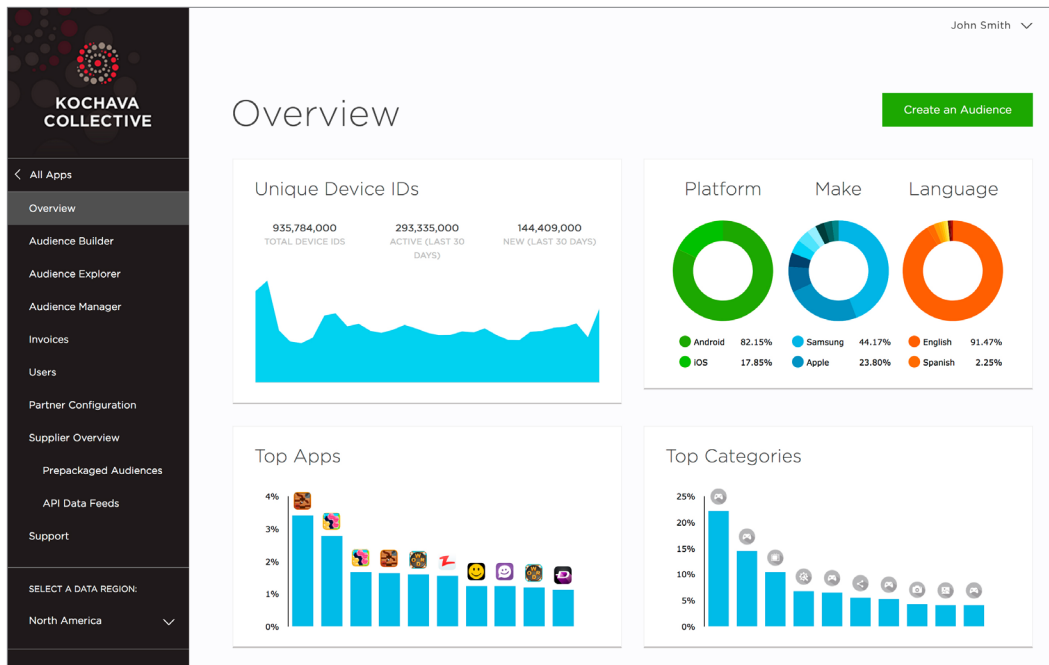 John Smith
KOCHAVA
COLLECTIVE
All Apps
Overview
Audience Builder
Audience Explorer
Audience Manager
Invoices
Users
Partner Configuration
Supplier Overview
Prepackaged Audiences
API Data Feeds
Support
SELECT A DATA REGION:
North America
Overview
Create an Audience
Unique Device IDs
935,784,000 293,335,000 144,409,000
TOTAL DEVICE IDS ACTIVE (LAST 30 NEW (LAST 30 DAYS)
DAYS)
Platform Make Language
Android 82.15% Samsung 44.17% English 91.47%
iOS 17.85% Apple 23.80% Spanish 2.25%
Top Apps
4%
3%
2%
1%
0%
Top Categories
25%
20%
15%
10%
5%
0%